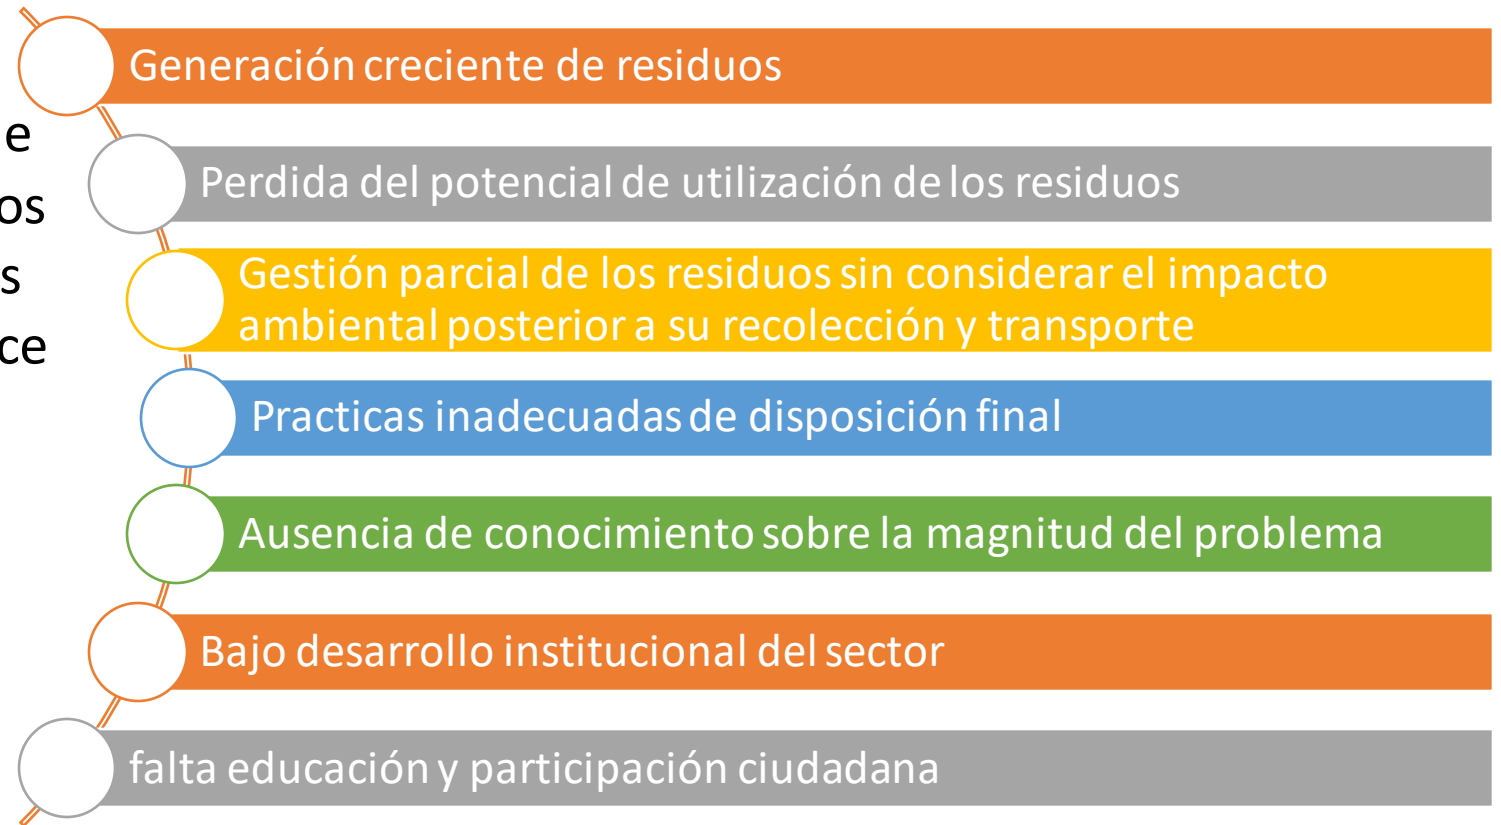 Generación creciente de residuos
e
Perdida del potencial de utilización de los residuos
os
s
Gestión parcial de los residuos sin considerar el impacto
ambiental posterior a su recolección y transporte
ce
Practicas inadecuadas de disposición final
Ausencia de conocimiento sobre la magnitud del problema
Bajo desarrollo institucional del sector
falta educación y participación ciudadana